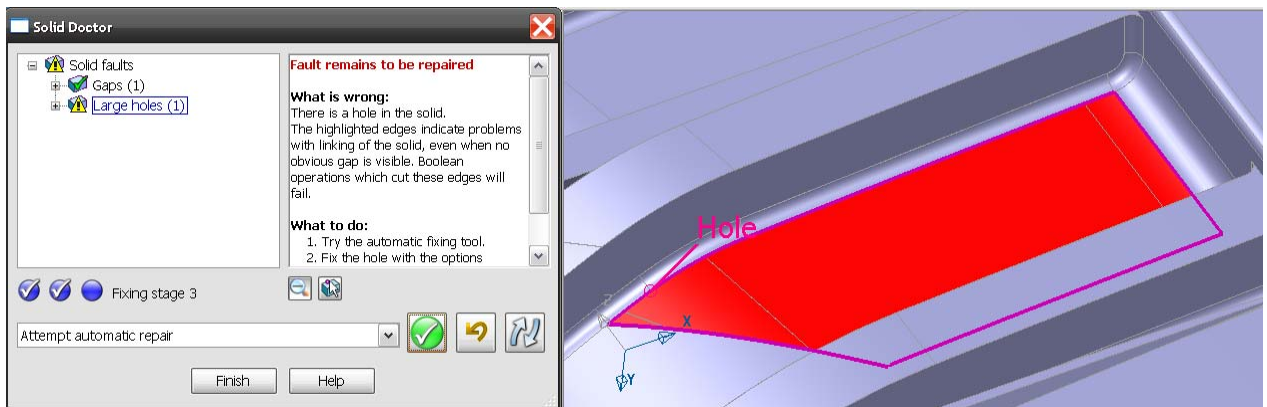 Solid Doctor
Solid faults
Gaps (1)
Large holes (1)
Fault remains to be repaired
What is wrong:
There is a hole in the solid.
The highlighted edges indicate problems
with linking of the solid, even when no
obvious gap is visible. Boolean
operations which cut these edges will
fail.
What to do:
1. Try the automatic fixing tool.
2. Fix the hole with the options
Fixing stage 3
Attempt automatic repair
Finish
Help
Hole
Z
X
Y